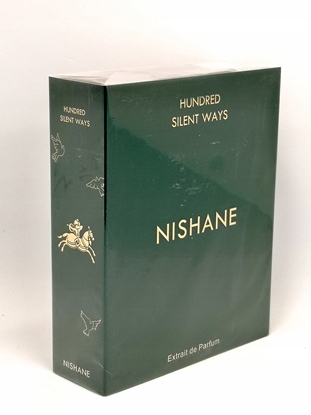 HUNDRED
SILENT WAYS
NISHANE
HUNDRED
SILENT WAYS
NISHANE
Extrait de Parfum